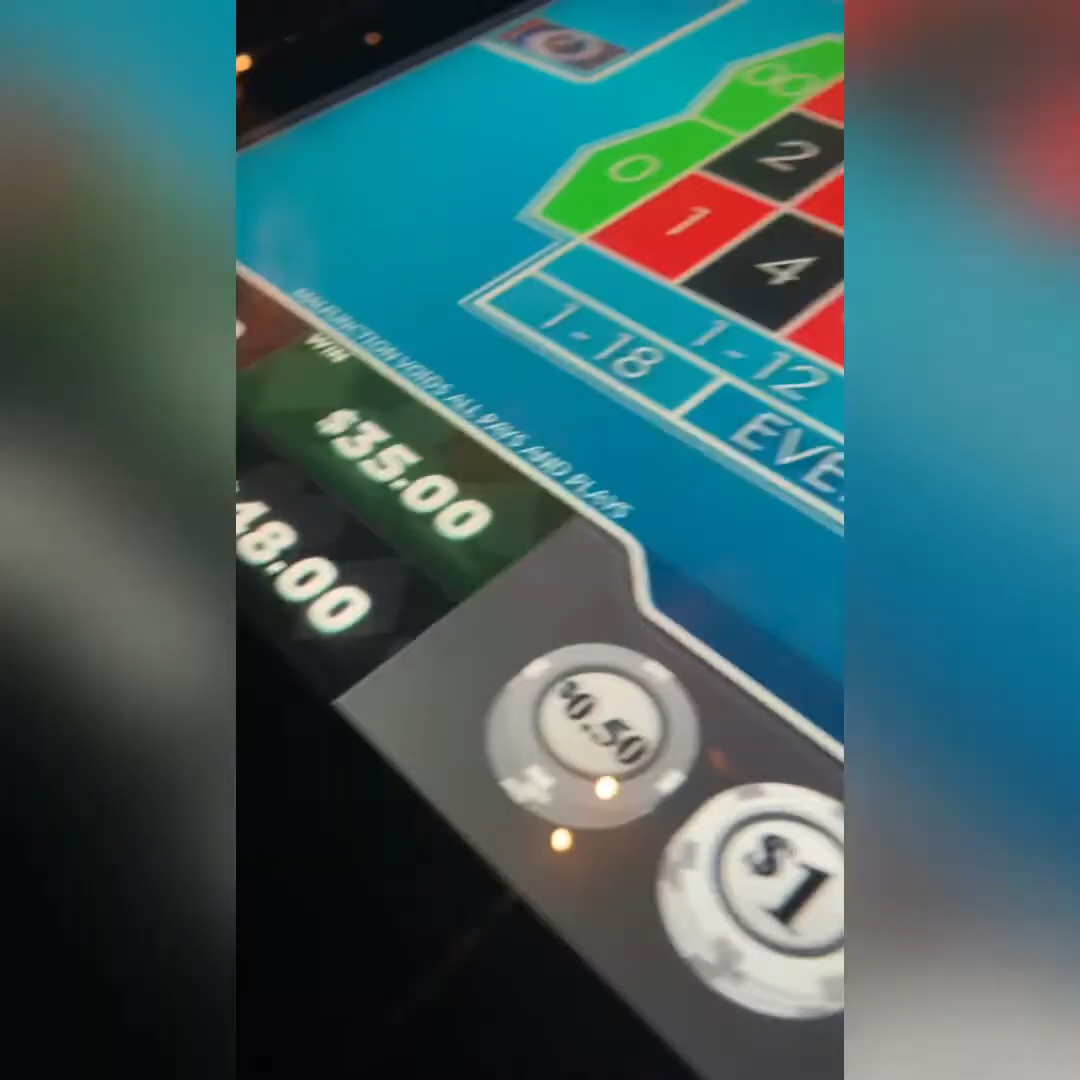 00
0
2
1
4
1 - 12
1 - 18
EVE
MALFUNCTION VOIDS ALL PAYS AND PLAYS
WIN
$35.00
48.00
$0.50
$1